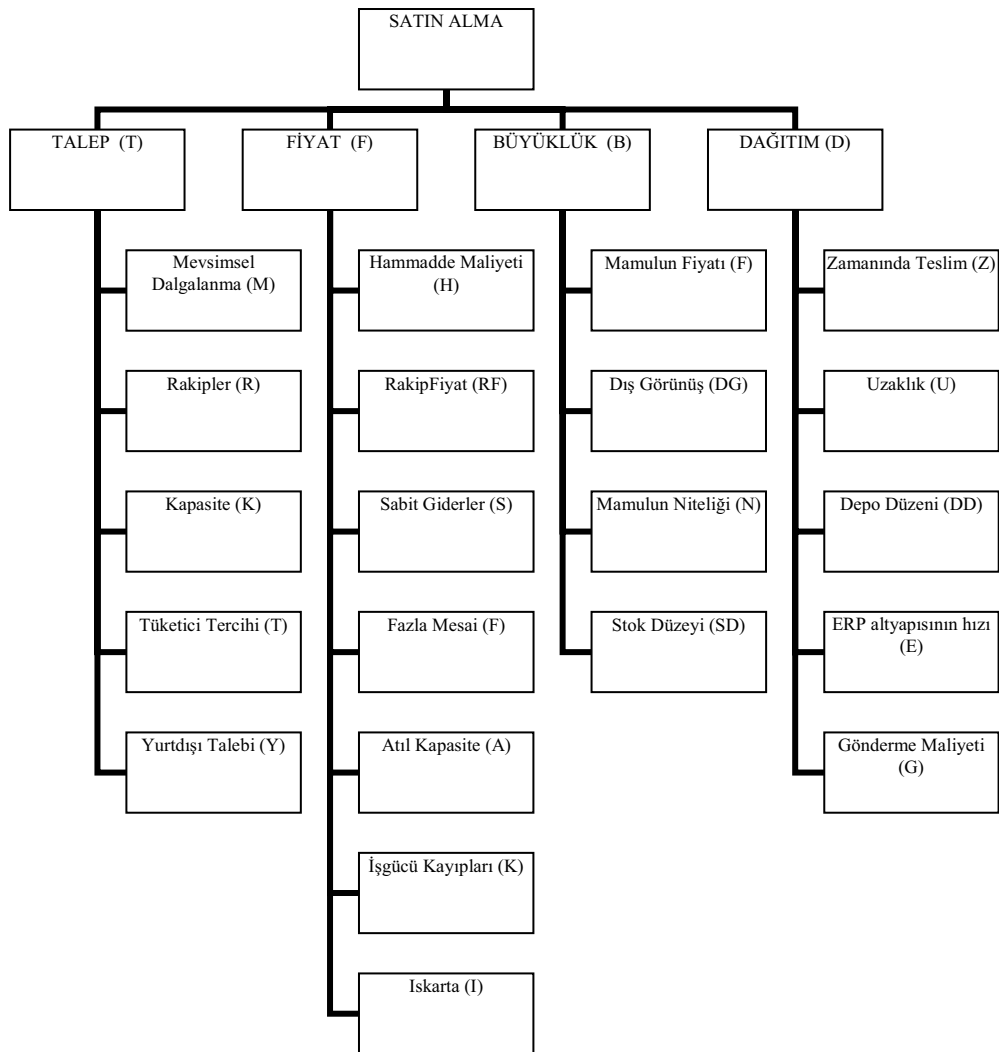 SATIN ALMA
TALEP (T)
FİYAT (F)
BÜYÜKLÜK (B)
DAĞITIM (D)
Mevsimsel
Dalgalanma (M)
Rakipler (R)
Kapasite (K)
Tüketici Tercihi (T)
Yurtdışı Talebi (Y)
Hammadde Maliyeti
(H)
RakipFiyat (RF)
Sabit Giderler (S)
Fazla Mesai (F)
Atıl Kapasite (A)
İşgücü Kayıpları (K)
Iskarta (I)
Mamulun Fiyatı (F)
Dış Görünüş (DG)
Mamulun Niteliği (N)
Stok Düzeyi (SD)
Zamanında Teslim (Z)
Uzaklık (U)
Depo Düzeni (DD)
ERP altyapısının hızı
(E)
Gönderme Maliyeti
(G)